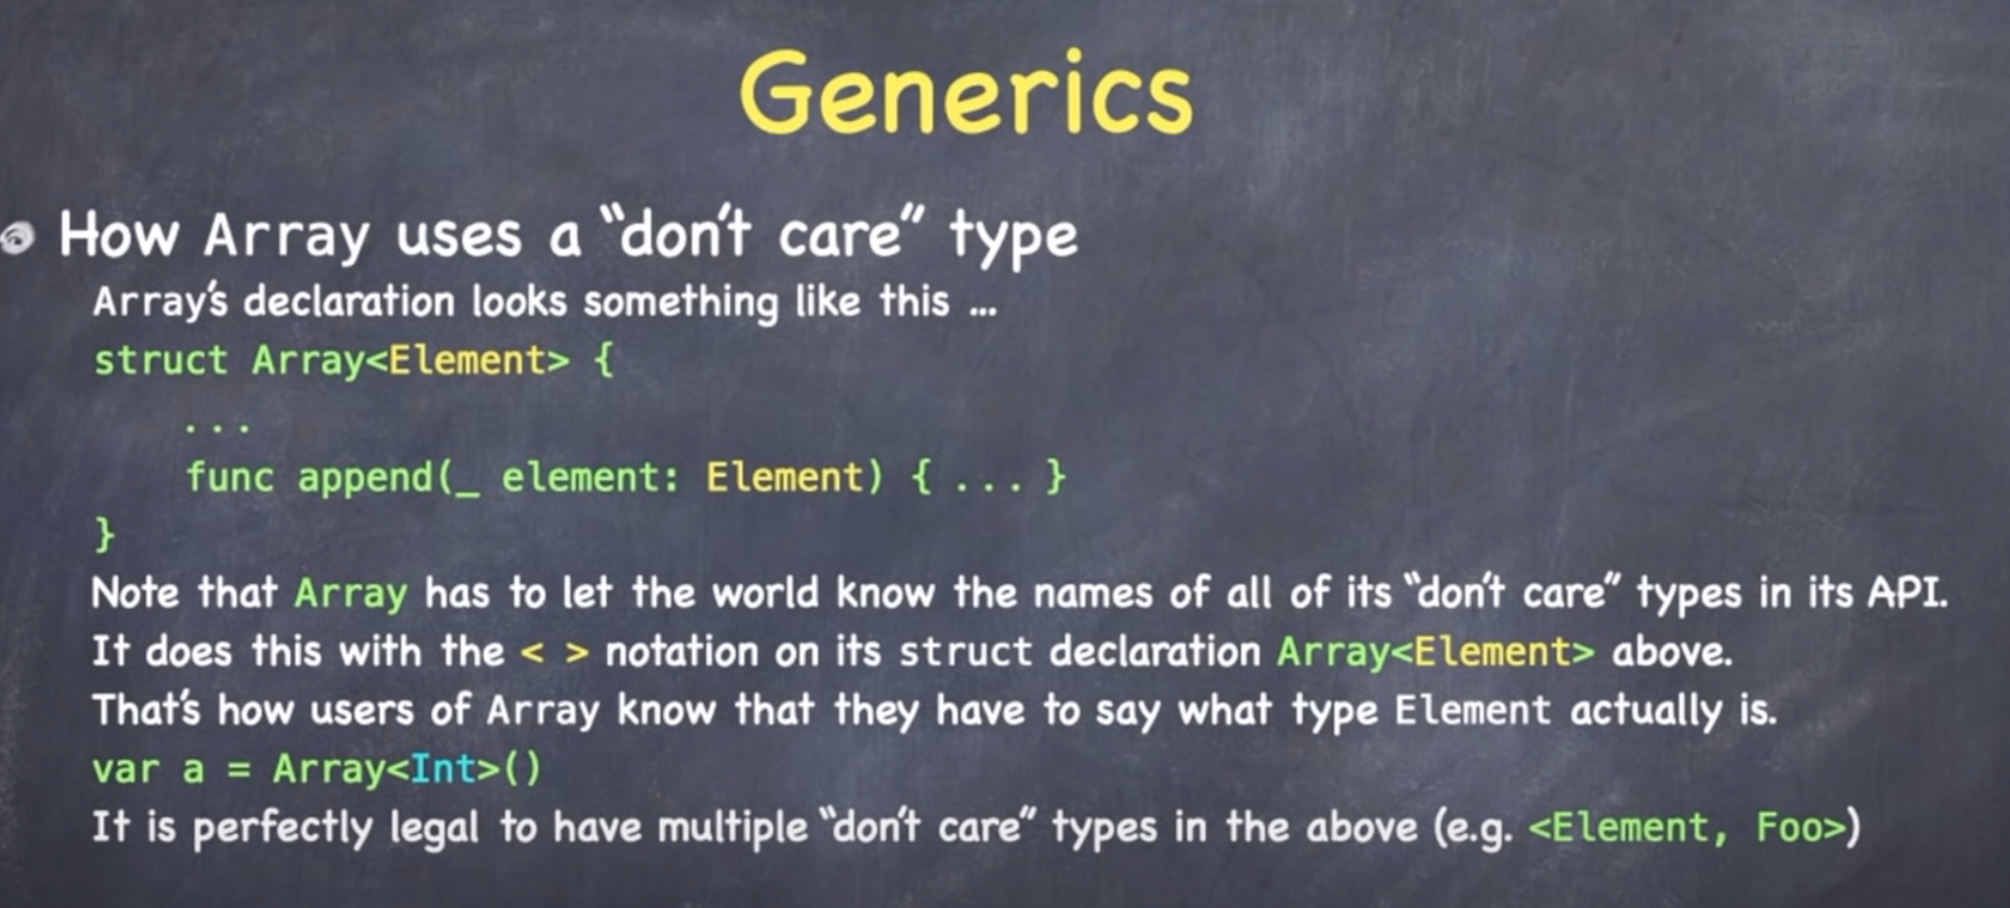 Generics
How Array uses a “don’t care” type
Array’s declaration looks something like this ...
struct Array<Element> {
...
func append(_ element: Element) { ... }
}
Note that Array has to let the world know the names of all of its “don’t care” types in its API.
It does this with the < > notation on its struct declaration Array<Element> above.
That’s how users of Array know that they have to say what type Element actually is.
var a = Array<Int>()
It is perfectly legal to have multiple “don’t care” types in the above (e.g. <Element, Foo>)